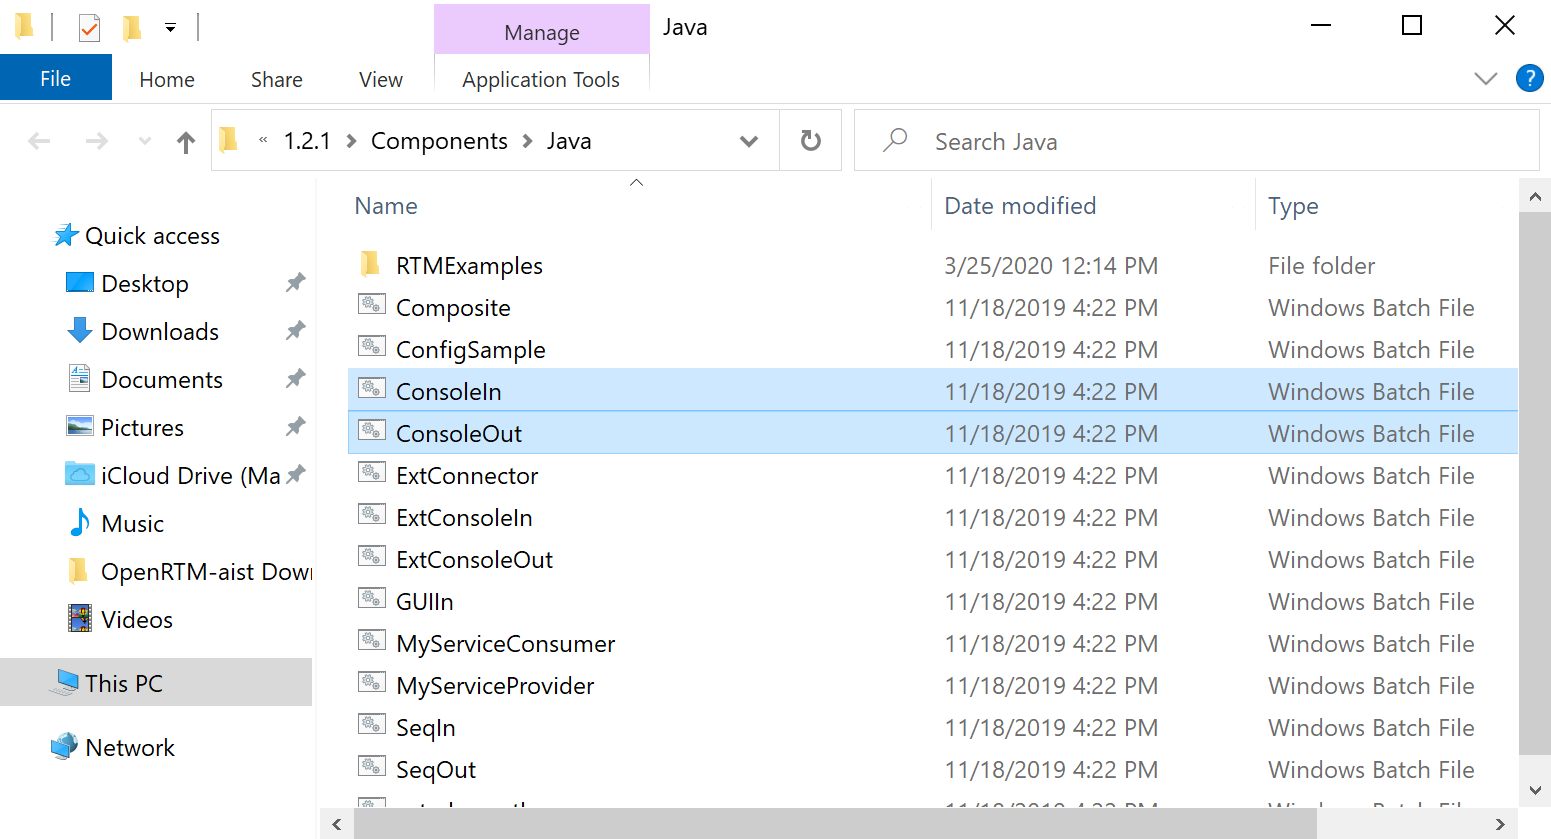 Manage
Java
File
Home
Share
View
Application Tools
?
« 1.2.1 > Components > Java
Search Java
Name
Date modified
Type
Quick access
Desktop
Downloads
Documents
Pictures
iCloud Drive (Ma
Music
OpenRTM-aist Dow
Videos
This PC
Network
RTMExamples 3/25/2020 12:14 PM File folder
Composite 11/18/2019 4:22 PM Windows Batch File
ConfigSample 11/18/2019 4:22 PM Windows Batch File
ConsoleIn 11/18/2019 4:22 PM Windows Batch File
ConsoleOut 11/18/2019 4:22 PM Windows Batch File
ExtConnector 11/18/2019 4:22 PM Windows Batch File
ExtConsoleIn 11/18/2019 4:22 PM Windows Batch File
ExtConsoleOut 11/18/2019 4:22 PM Windows Batch File
GUIIn 11/18/2019 4:22 PM Windows Batch File
MyServiceConsumer 11/18/2019 4:22 PM Windows Batch File
MyServiceProvider 11/18/2019 4:22 PM Windows Batch File
SeqIn 11/18/2019 4:22 PM Windows Batch File
SeqOut 11/18/2019 4:22 PM Windows Batch File